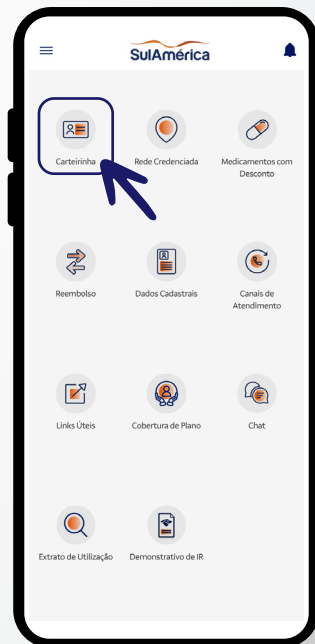 SulAmérica
Carteirinha
Rede Credenciada
Medicamentos com
Desconto
Reembolso
Dados Cadastrais
Canais de
Atendimento
Links Úteis
Cobertura de Plano
Chat
Extrato de Utilização
Demonstrativo de IR